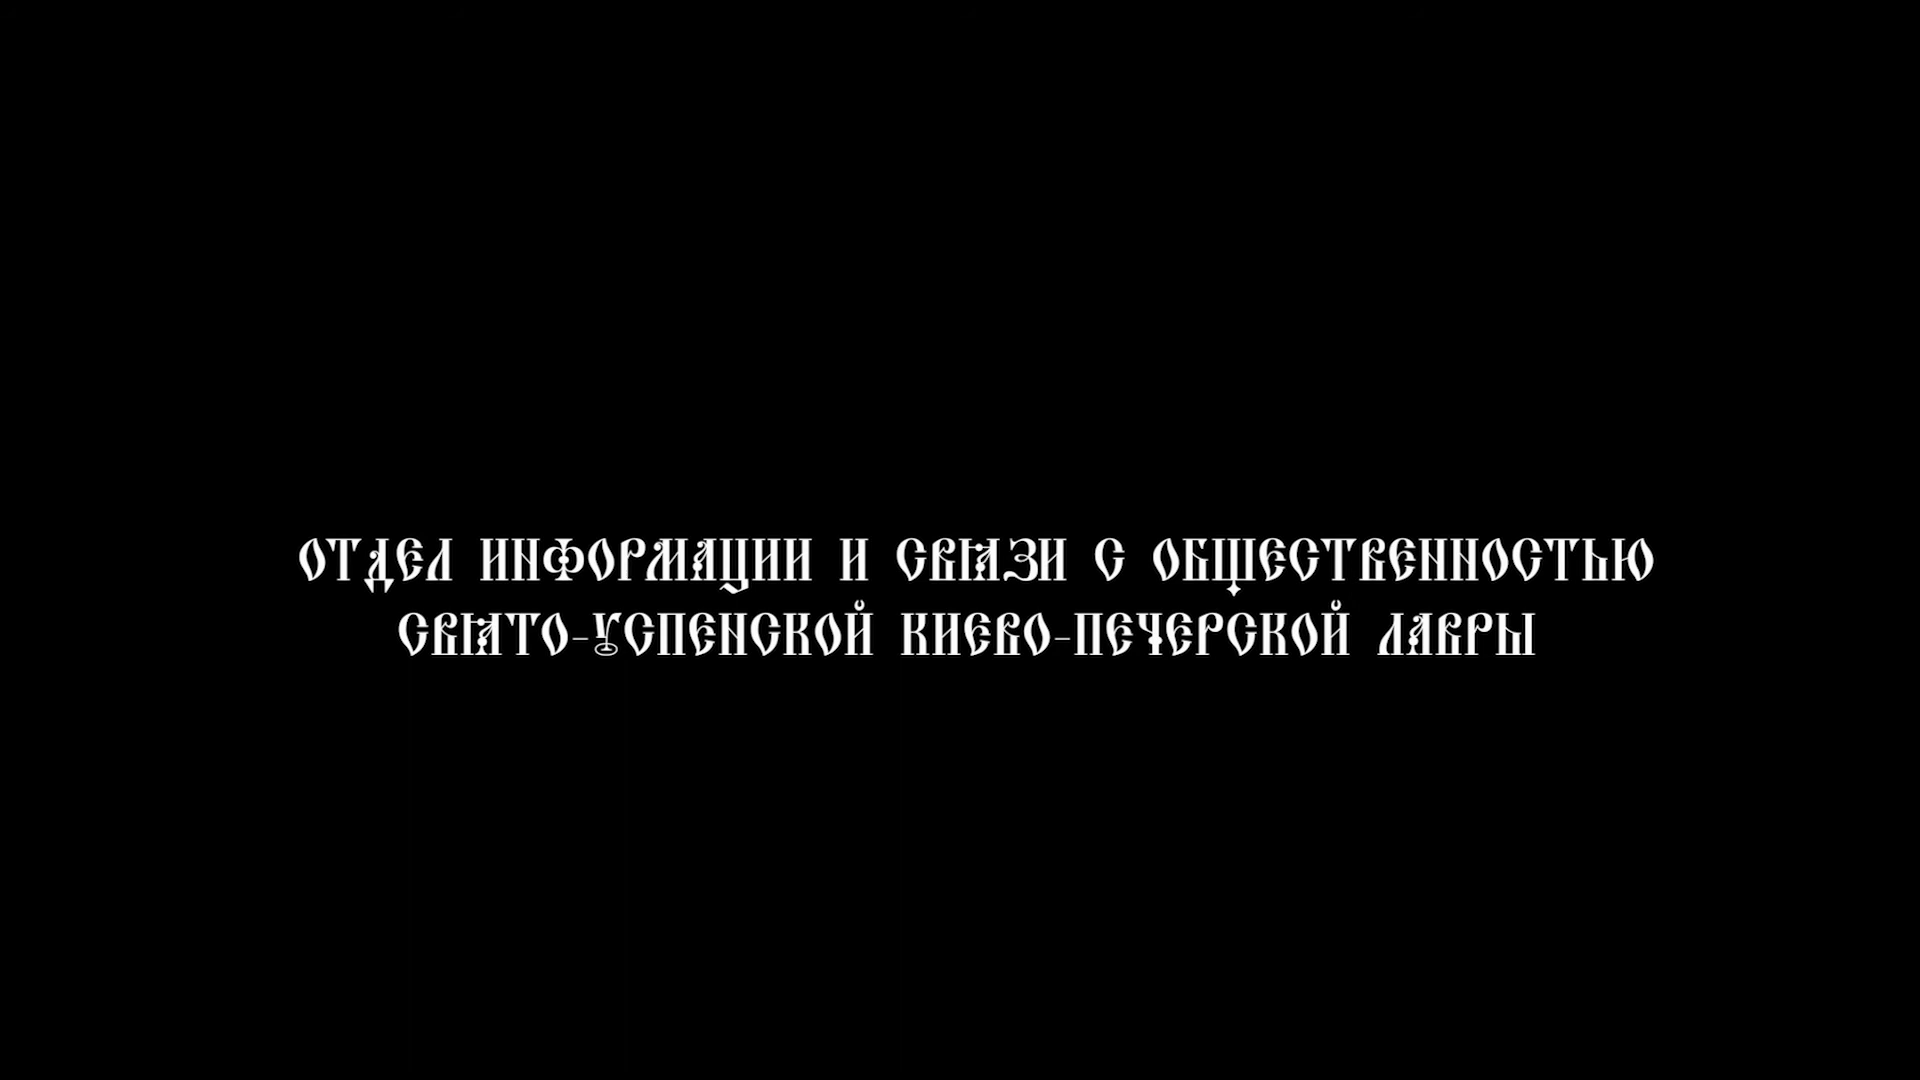 ОТДЕЛ ИНФОРМАЦИИ И СВЯЗИ С ОБЩЕСТВЕННОСТЬЮ
СВЯТО-УСПЕНСКОЙ КИЕВО-ПЕЧЕРСКОЙ ЛАВРЫ